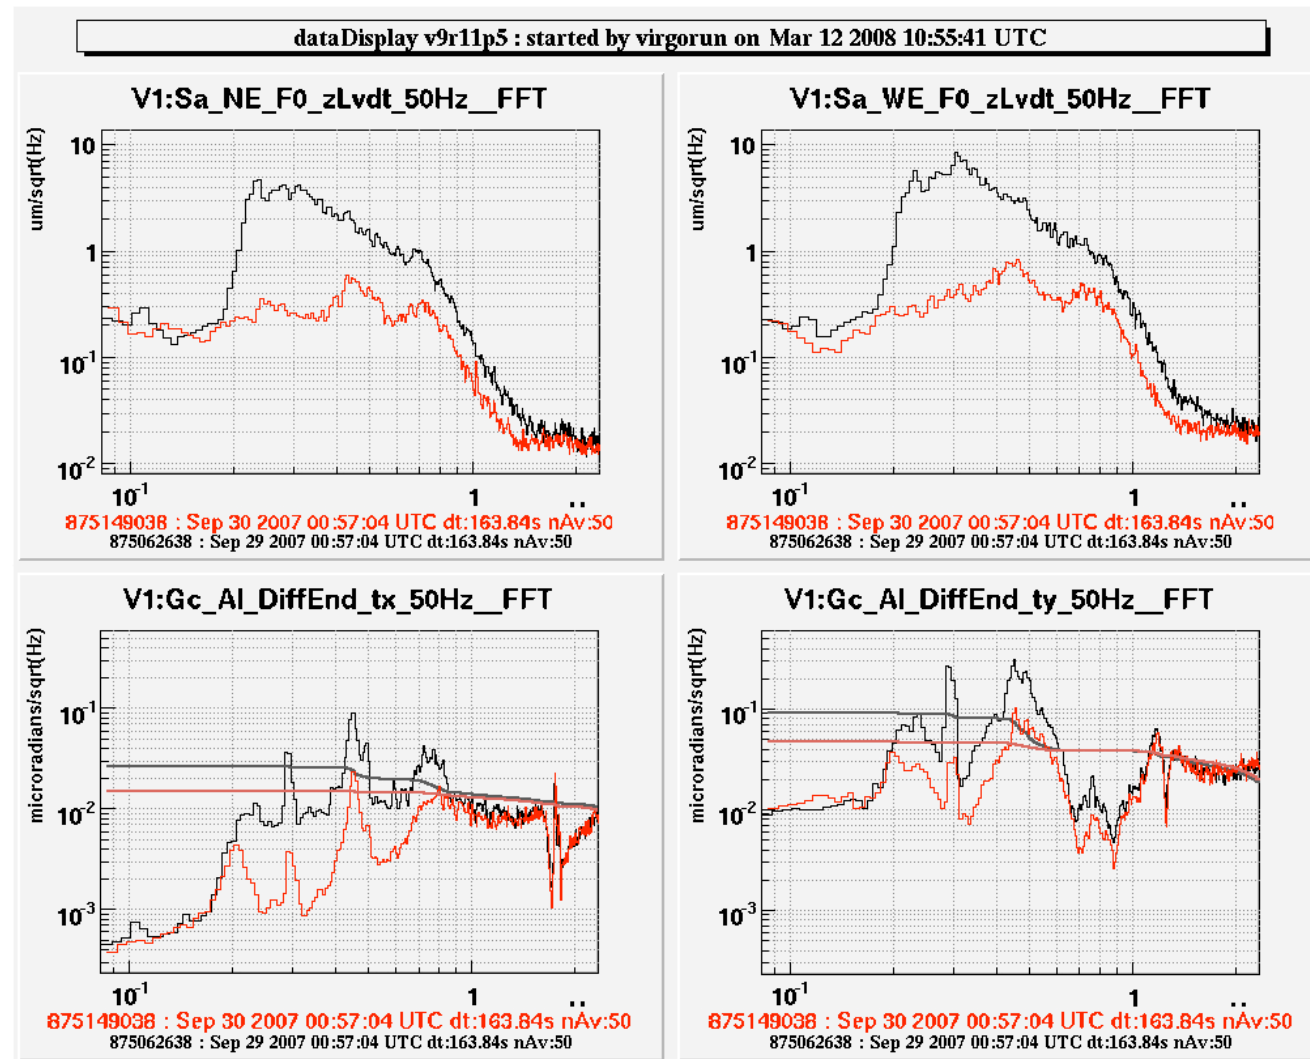 dataDisplay v9r11p5 : started by virgorun on Mar 12 2008 10:55:41 UTC
V1:Sa_NE_F0_zLvdt_50Hz__FFT
um/sqrt(Hz)
10
1
10-1
10-2
10-1
1
..
875149038 : Sep 30 2007 00:57:04 UTC dt:163.84s nAv:50
875062638 : Sep 29 2007 00:57:04 UTC dt:163.84s nAv:50
V1:Sa_WE_F0_zLvdt_50Hz__FFT
um/sqrt(Hz)
10
1
10-1
10-2
10-1
1
..
875149038 : Sep 30 2007 00:57:04 UTC dt:163.84s nAv:50
875062638 : Sep 29 2007 00:57:04 UTC dt:163.84s nAv:50
V1:Gc_Al_DiffEnd_tx_50Hz__FFT
microradians/sqrt(Hz)
10-1
10-2
10-3
10-1
1
..
875149038 : Sep 30 2007 00:57:04 UTC dt:163.84s nAv:50
875062638 : Sep 29 2007 00:57:04 UTC dt:163.84s nAv:50
V1:Gc_Al_DiffEnd_ty_50Hz__FFT
microradians/sqrt(Hz)
10-1
10-2
10-3
10-1
1
..
875149038 : Sep 30 2007 00:57:04 UTC dt:163.84s nAv:50
875062638 : Sep 29 2007 00:57:04 UTC dt:163.84s nAv:50